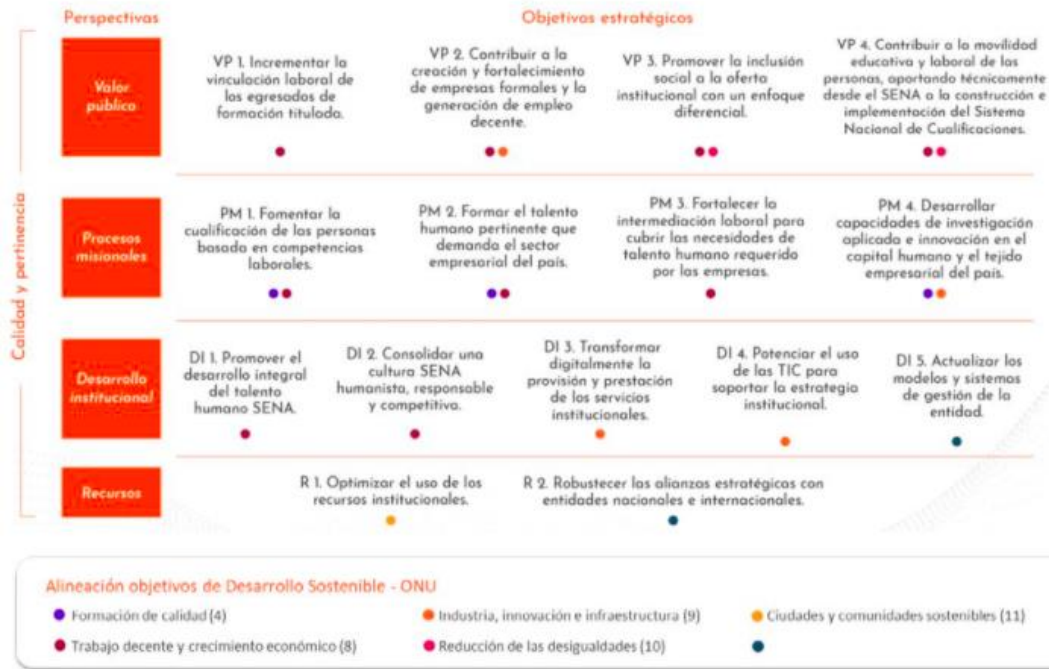 Perspectivas
Objetivos estratégicos
Calidad y pertinencia
Valor
público
VP 1. Incrementar la
vinculación laboral de
los egresados de
formación titulada.
VP 2. Contribuir a la
creación y fortalecimiento
de empresas formales y la
generación de empleo
decente.
VP 3. Promover la inclusión
social a la oferta
institucional con un enfoque
diferencial.
VP 4. Contribuir a la movilidad
educativa y laboral de las
personas, aportando técnicamente
desde el SENA a la construcción e
implementación del Sistema
Nacional de Cualificaciones.
Procesos
misionales
PM 1. Fomentar la
cualificación de las personas
basada en competencias
laborales.
PM 2. Formar el talento
humano pertinente que
demanda el sector
empresarial del país.
PM 3. Fortalecer la
intermediación laboral para
cubrir las necesidades de
talento humano requerido
por las empresas.
PM 4. Desarrollar
capacidades de investigación
aplicada e innovación en el
capital humano y el tejido
empresarial del país.
Desarrollo
institucional
DI 1. Promover el
desarrollo integral
del talento
humano SENA.
DI 2. Consolidar una
cultura SENA
humanista, responsable
y competitiva.
DI 3. Transformar
digitalmente la
provisión y prestación
de los servicios
institucionales.
DI 4. Potenciar el uso
de las TIC para
soportar la estrategia
institucional.
DI 5. Actualizar los
modelos y sistemas
de gestión de la
entidad.
Recursos
R 1. Optimizar el uso de los
recursos institucionales.
R 2. Robustecer las alianzas estratégicas con
entidades nacionales e internacionales.
Alineación objetivos de Desarrollo Sostenible - ONU
Formación de calidad (4)
Industria, innovación e infraestructura (9)
Ciudades y comunidades sostenibles (11)
Trabajo decente y crecimiento económico (8)
Reducción de las desigualdades (10)